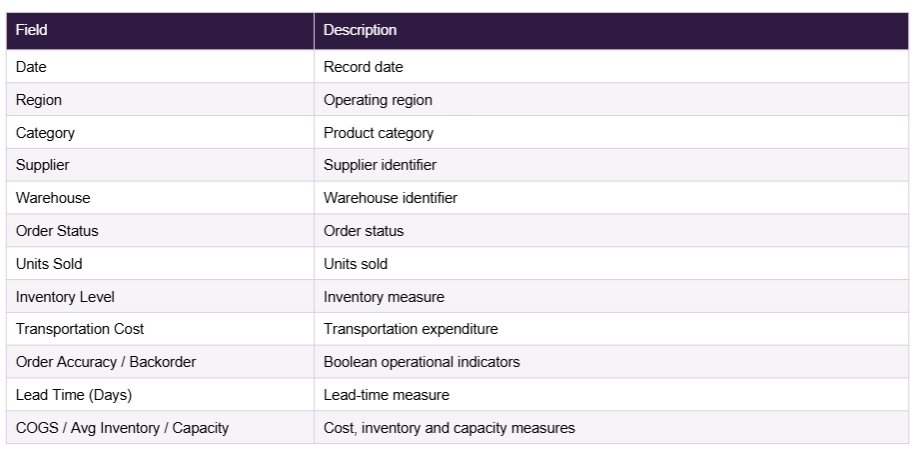 Field Description
Date Record date
Region Operating region
Category Product category
Supplier Supplier identifier
Warehouse Warehouse identifier
Order Status Order status
Units Sold Units sold
Inventory Level Inventory measure
Transportation Cost Transportation expenditure
Order Accuracy / Backorder Boolean operational indicators
Lead Time (Days) Lead-time measure
COGS / Avg Inventory / Capacity Cost, inventory and capacity measures